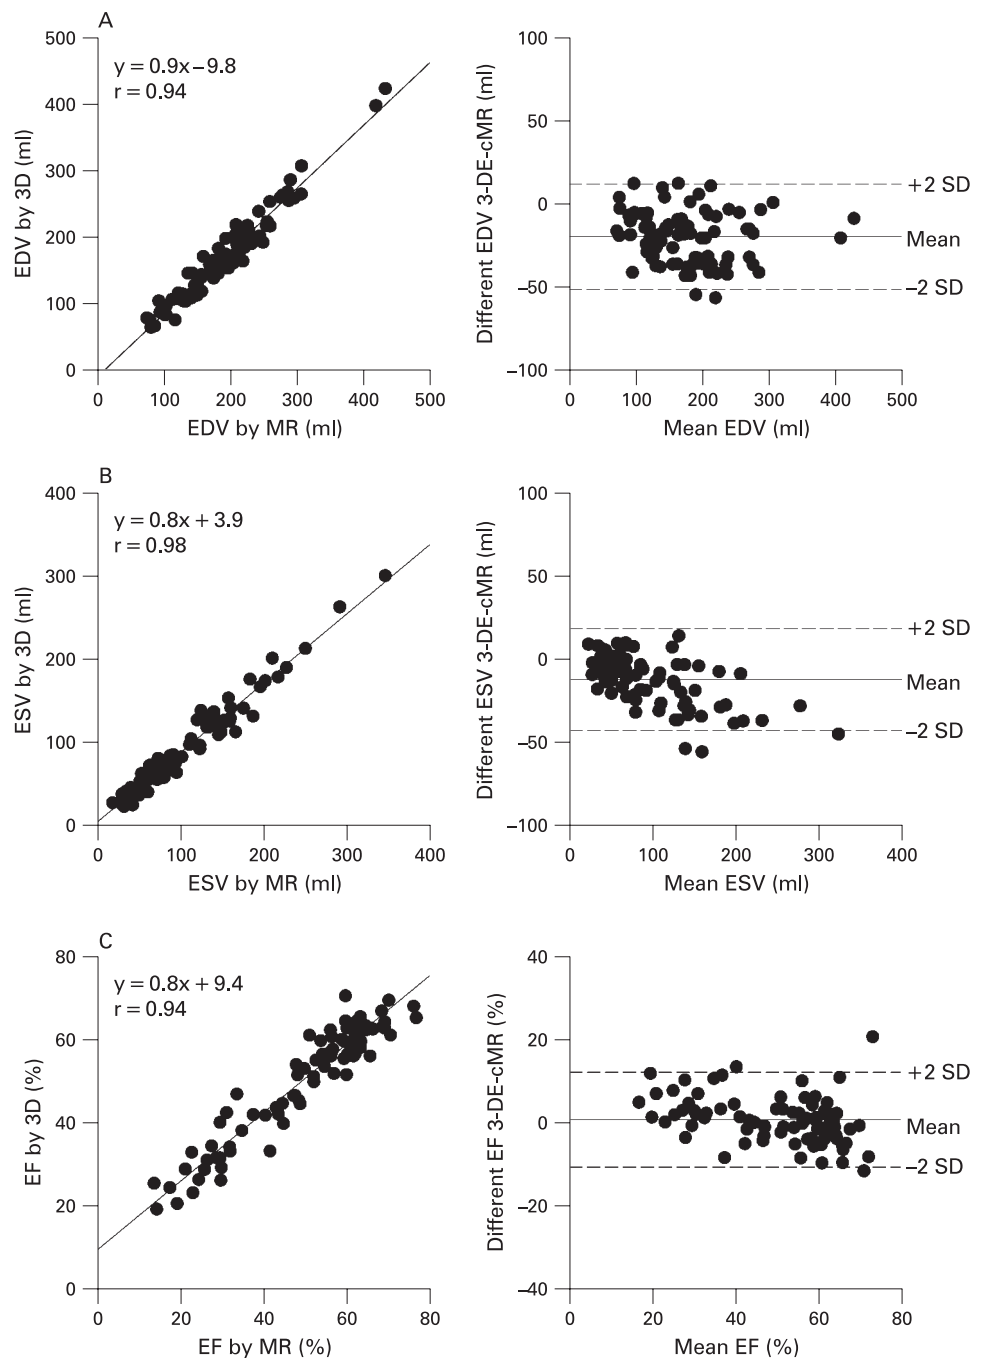 A
y = 0.9x – 9.8
r = 0.94
EDV by 3D (ml)
500
400
300
200
100
0
0 100 200 300 400 500
EDV by MR (ml)
Different EDV 3-DE-cMR (ml)
100
50
0
–50
–100
+2 SD
Mean
–2 SD
0 100 200 300 400 500
Mean EDV (ml)
B
y = 0.8x + 3.9
r = 0.98
ESV by 3D (ml)
400
300
200
100
0
0 100 200 300 400
ESV by MR (ml)
Different ESV 3-DE-cMR (ml)
100
50
0
–50
–100
+2 SD
Mean
–2 SD
0 100 200 300 400
Mean ESV (ml)
C
y = 0.8x + 9.4
r = 0.94
EF by 3D (%)
80
60
40
20
0
0 20 40 60 80
EF by MR (%)
Different EF 3-DE-cMR (%)
40
20
0
–20
–40
+2 SD
Mean
–2 SD
0 20 40 60 80
Mean EF (%)